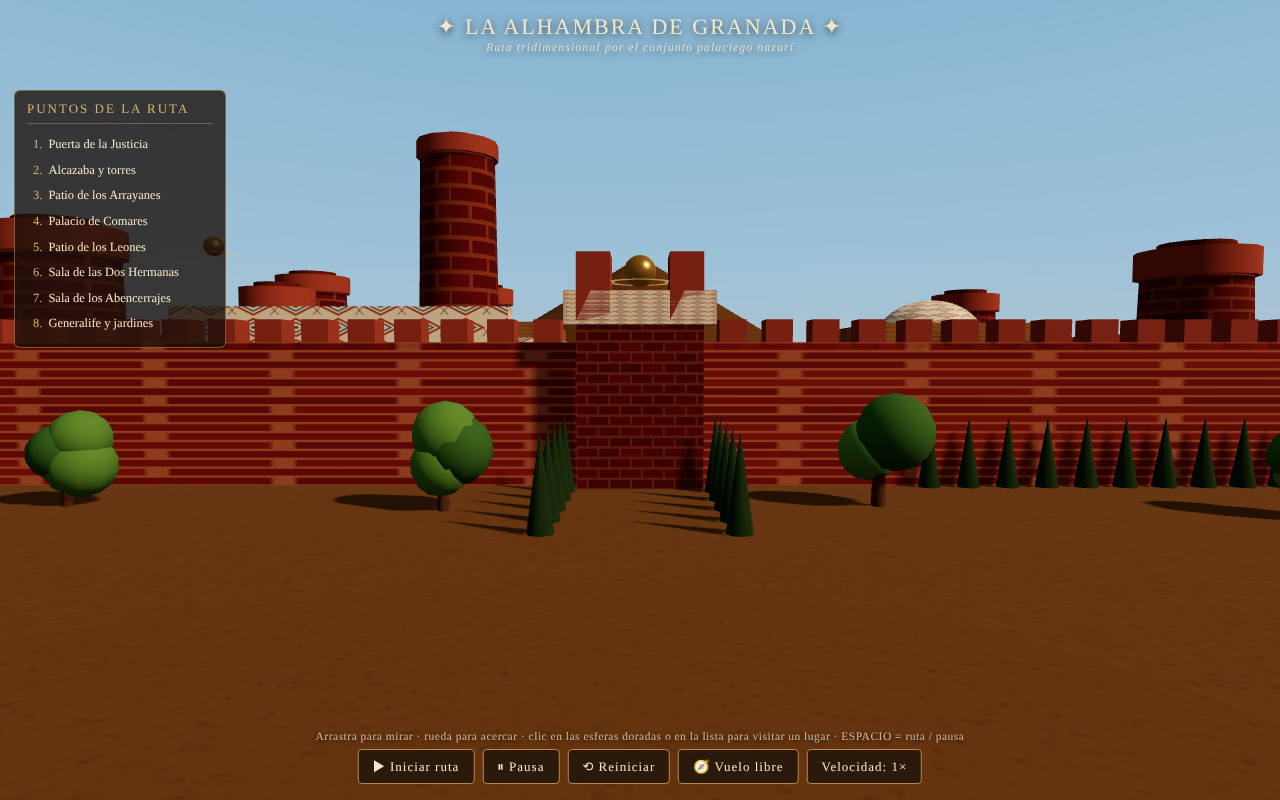 ✦ LA ALHAMBRA DE GRANADA ✦
Ruta tridimensional por el conjunto palaciego nazarí
PUNTOS DE LA RUTA
1. Puerta de la Justicia
2. Alcazaba y torres
3. Patio de los Arrayanes
4. Palacio de Comares
5. Patio de los Leones
6. Sala de las Dos Hermanas
7. Sala de los Abencerrajes
8. Generalife y jardines
Arrastra para mirar · rueda para acercar · clic en las esferas doradas o en la lista para visitar un lugar · ESPACIO = ruta / pausa
▶ Iniciar ruta ⏸ Pausa ⟲ Reiniciar 🧭 Vuelo libre Velocidad: 1×